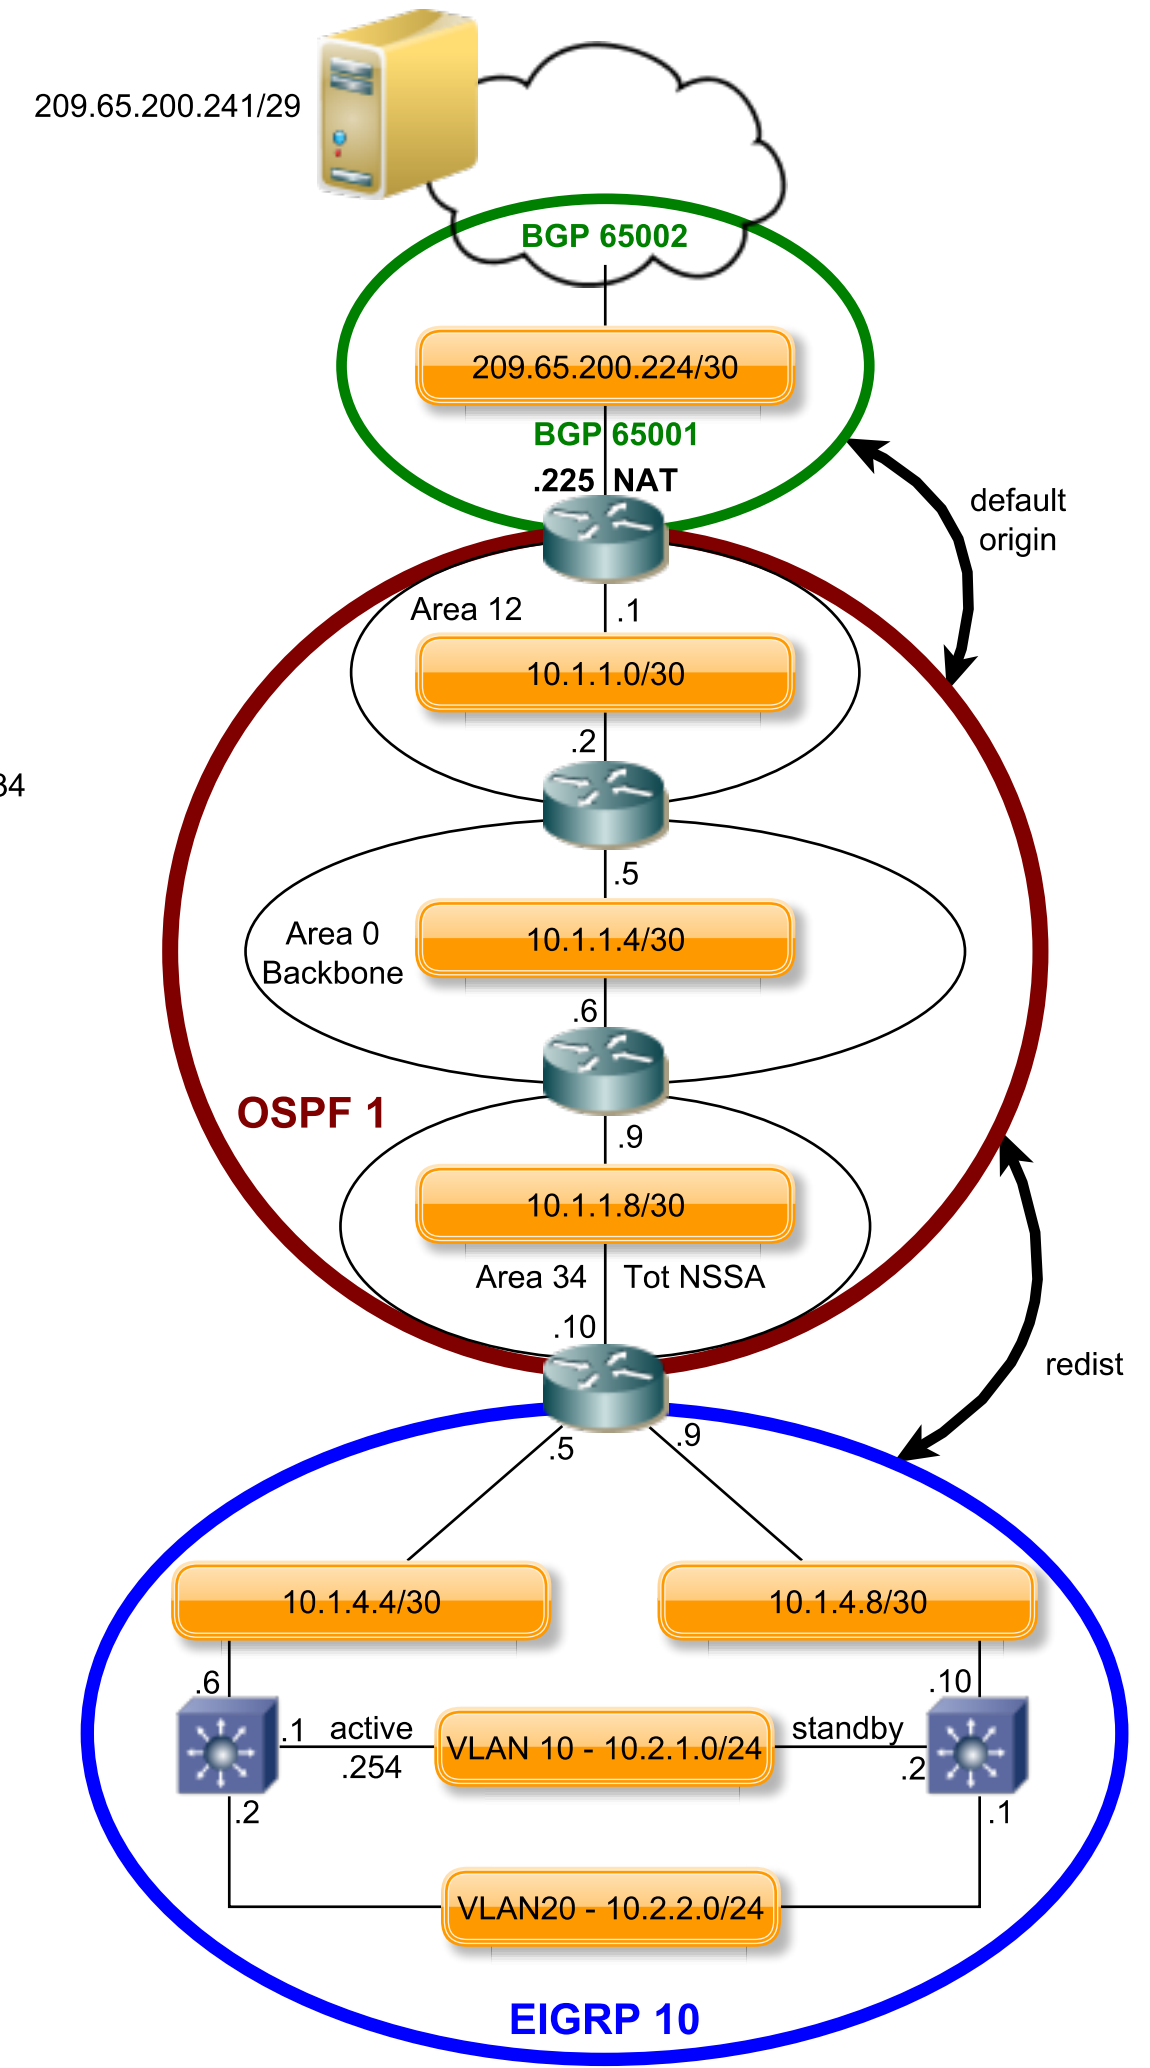 209.65.200.241/29
BGP 65002
209.65.200.224/30
BGP 65001
.225 NAT
default
origin
Area 12
.1
10.1.1.0/30
.2
34
.5
Area 0
Backbone
10.1.1.4/30
.6
OSPF 1
.9
10.1.1.8/30
Area 34 Tot NSSA
.10
redist
.5
.9
10.1.4.4/30
10.1.4.8/30
.6
.10
.1 active
.254
VLAN 10 - 10.2.1.0/24
standby
.2
.2
.1
VLAN20 - 10.2.2.0/24
EIGRP 10